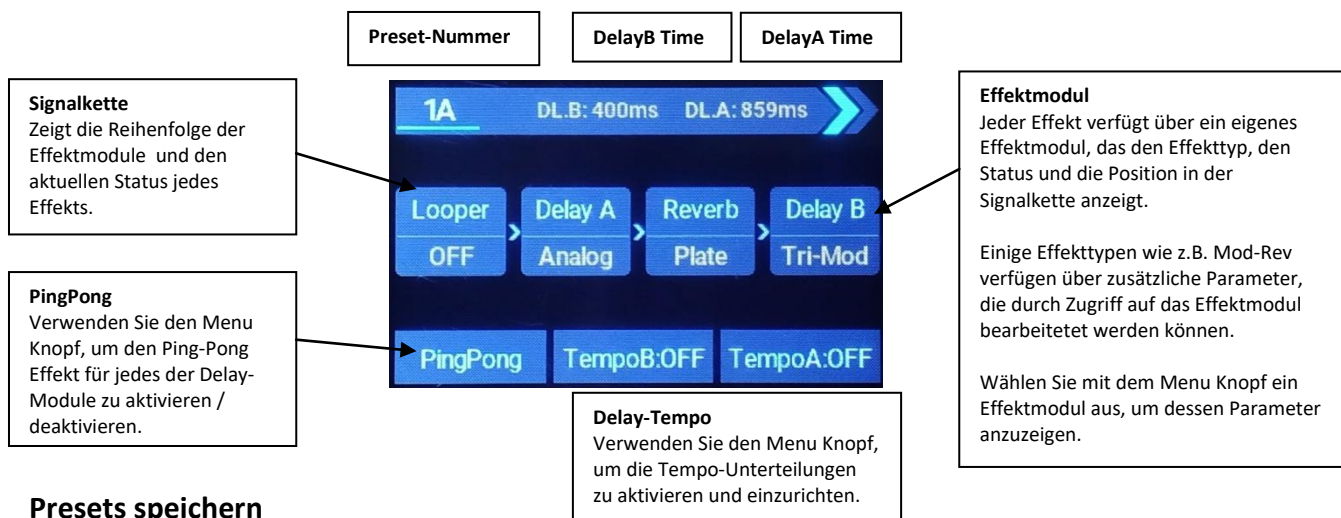 Preset-Nummer
DelayB Time
DelayA Time
Signalkette
Zeigt die Reihenfolge der
Effektmodule und den
aktuellen Status jedes
Effekts.
PingPong
Verwenden Sie den Menu
Knopf, um den Ping-Pong
Effekt für jedes der Delay-
Module zu aktivieren /
deaktivieren.
1A
DL.B: 400ms
DL.A: 859ms
Looper
OFF
Delay A
Analog
Reverb
Plate
Delay B
Tri-Mod
PingPong
TempoB:OFF
TempoA:OFF
Effektmodul
Jeder Effekt verfügt über ein eigenes
Effektmodul, das den Effekttyp, den
Status und die Position in der
Signalkette anzeigt.
Einige Effekttypen wie z.B. Mod-Rev
verfügen über zusätzliche Parameter,
die durch Zugriff auf das Effektmodul
bearbeitetet werden können.
Wählen Sie mit dem Menu Knopf ein
Effektmodul aus, um dessen Parameter
anzuzeigen.
Delay-Tempo
Verwenden Sie den Menu Knopf,
um die Tempo-Unterteilungen
zu aktivieren und einzurichten.
Presets speichern